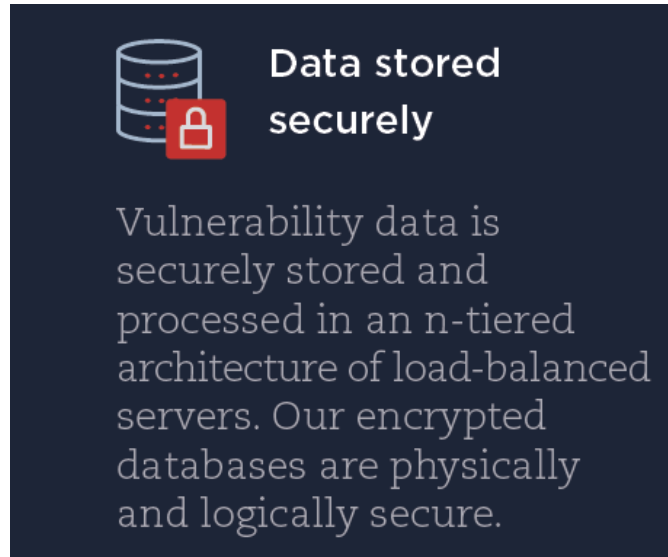 Data stored
securely
Vulnerability data is
securely stored and
processed in an n-tiered
architecture of load-balanced
servers. Our encrypted
databases are physically
and logically secure.